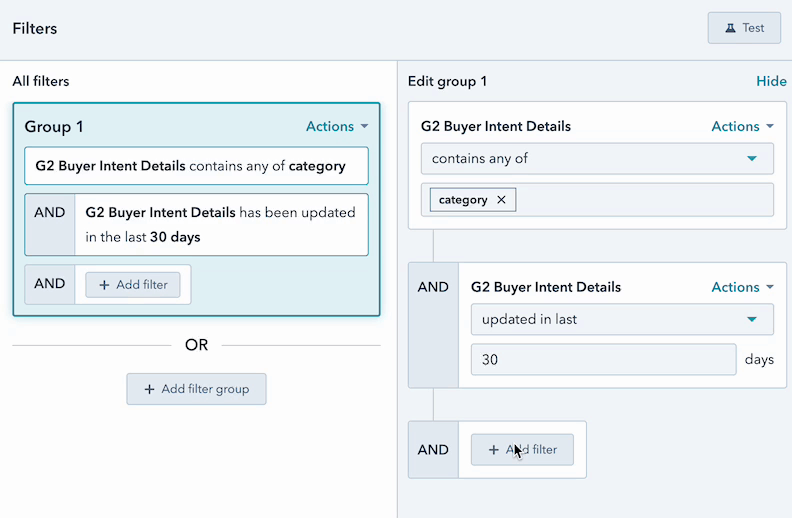 Filters
Test
All filters
Group 1
Actions
G2 Buyer Intent Details contains any of category
AND
G2 Buyer Intent Details has been updated
in the last 30 days
AND
+ Add filter
OR
+ Add filter group
Edit group 1
Hide
G2 Buyer Intent Details
Actions
contains any of
category ×
AND
G2 Buyer Intent Details
Actions
updated in last
30
days
AND
+ Add filter